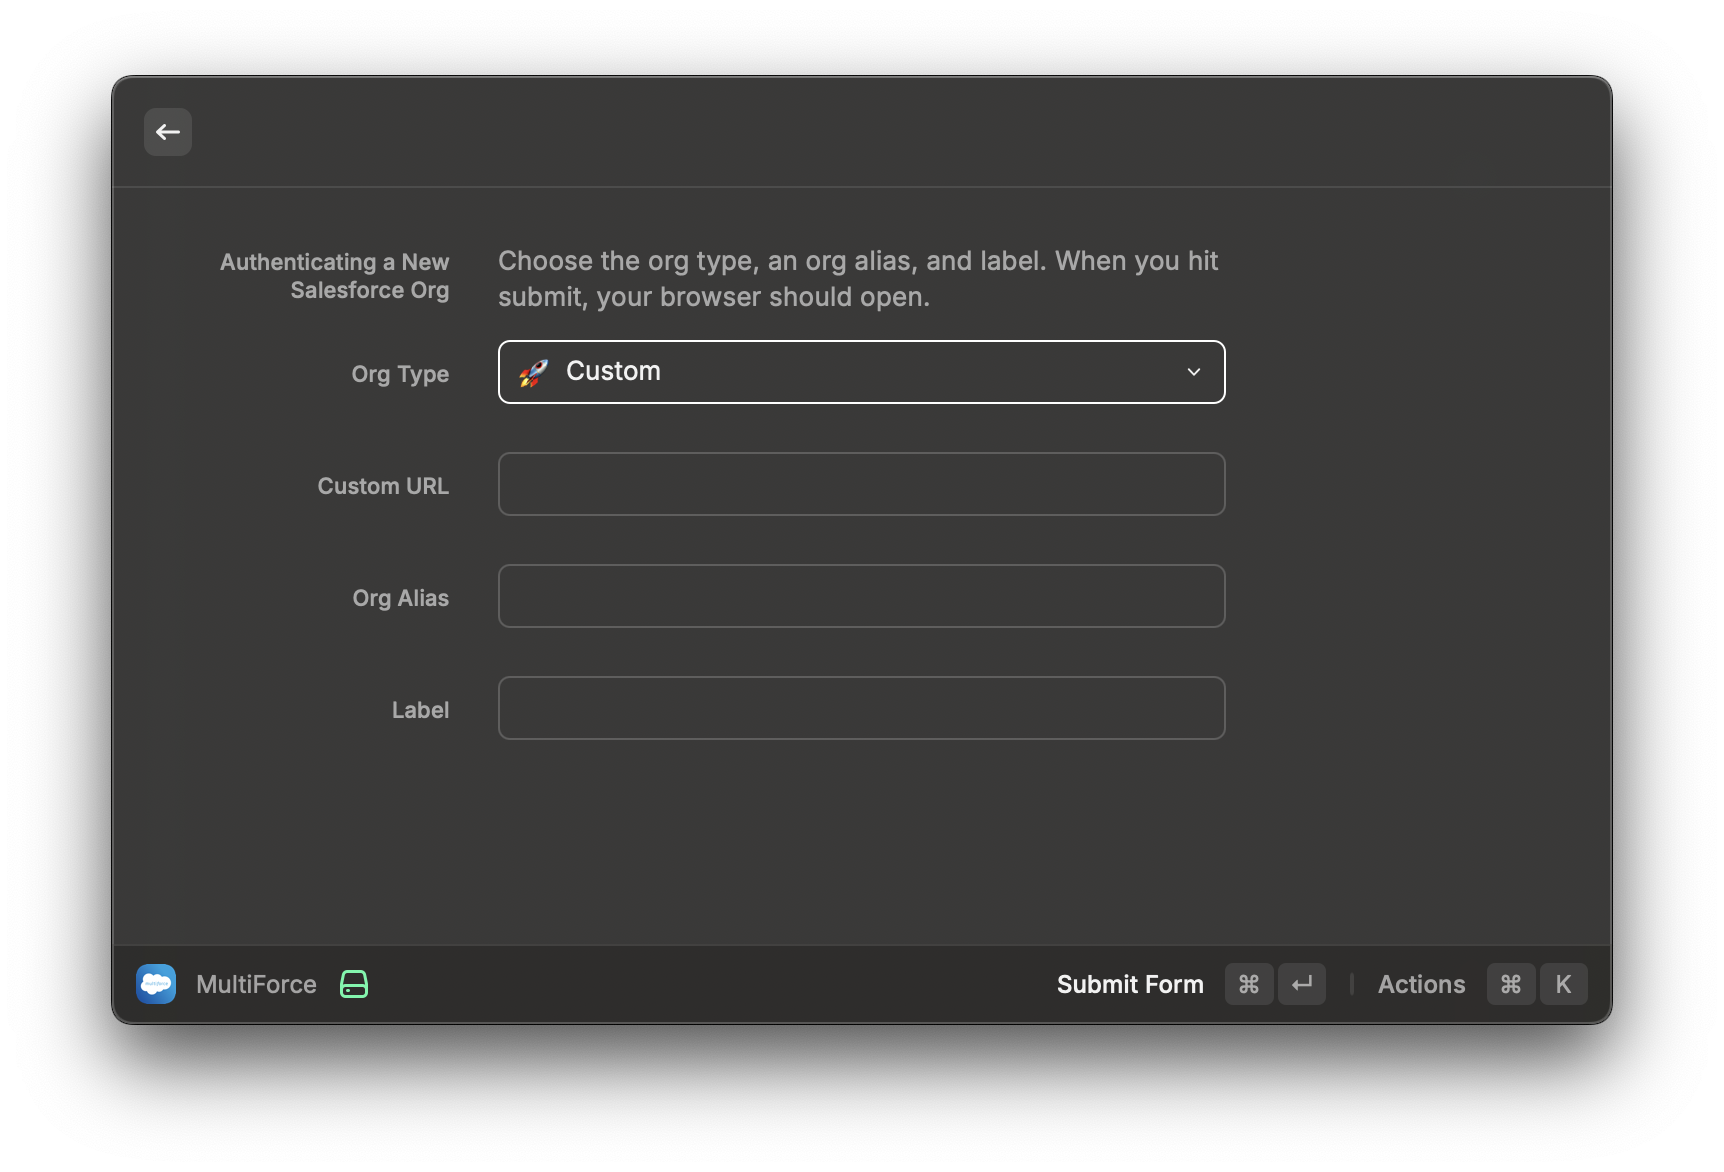 Authenticating a New
Salesforce Org
Choose the org type, an org alias, and label. When you hit
submit, your browser should open.
Org Type
🚀 Custom
Custom URL
Org Alias
Label
MultiForce
Submit Form ⌘ ↵
Actions ⌘ K